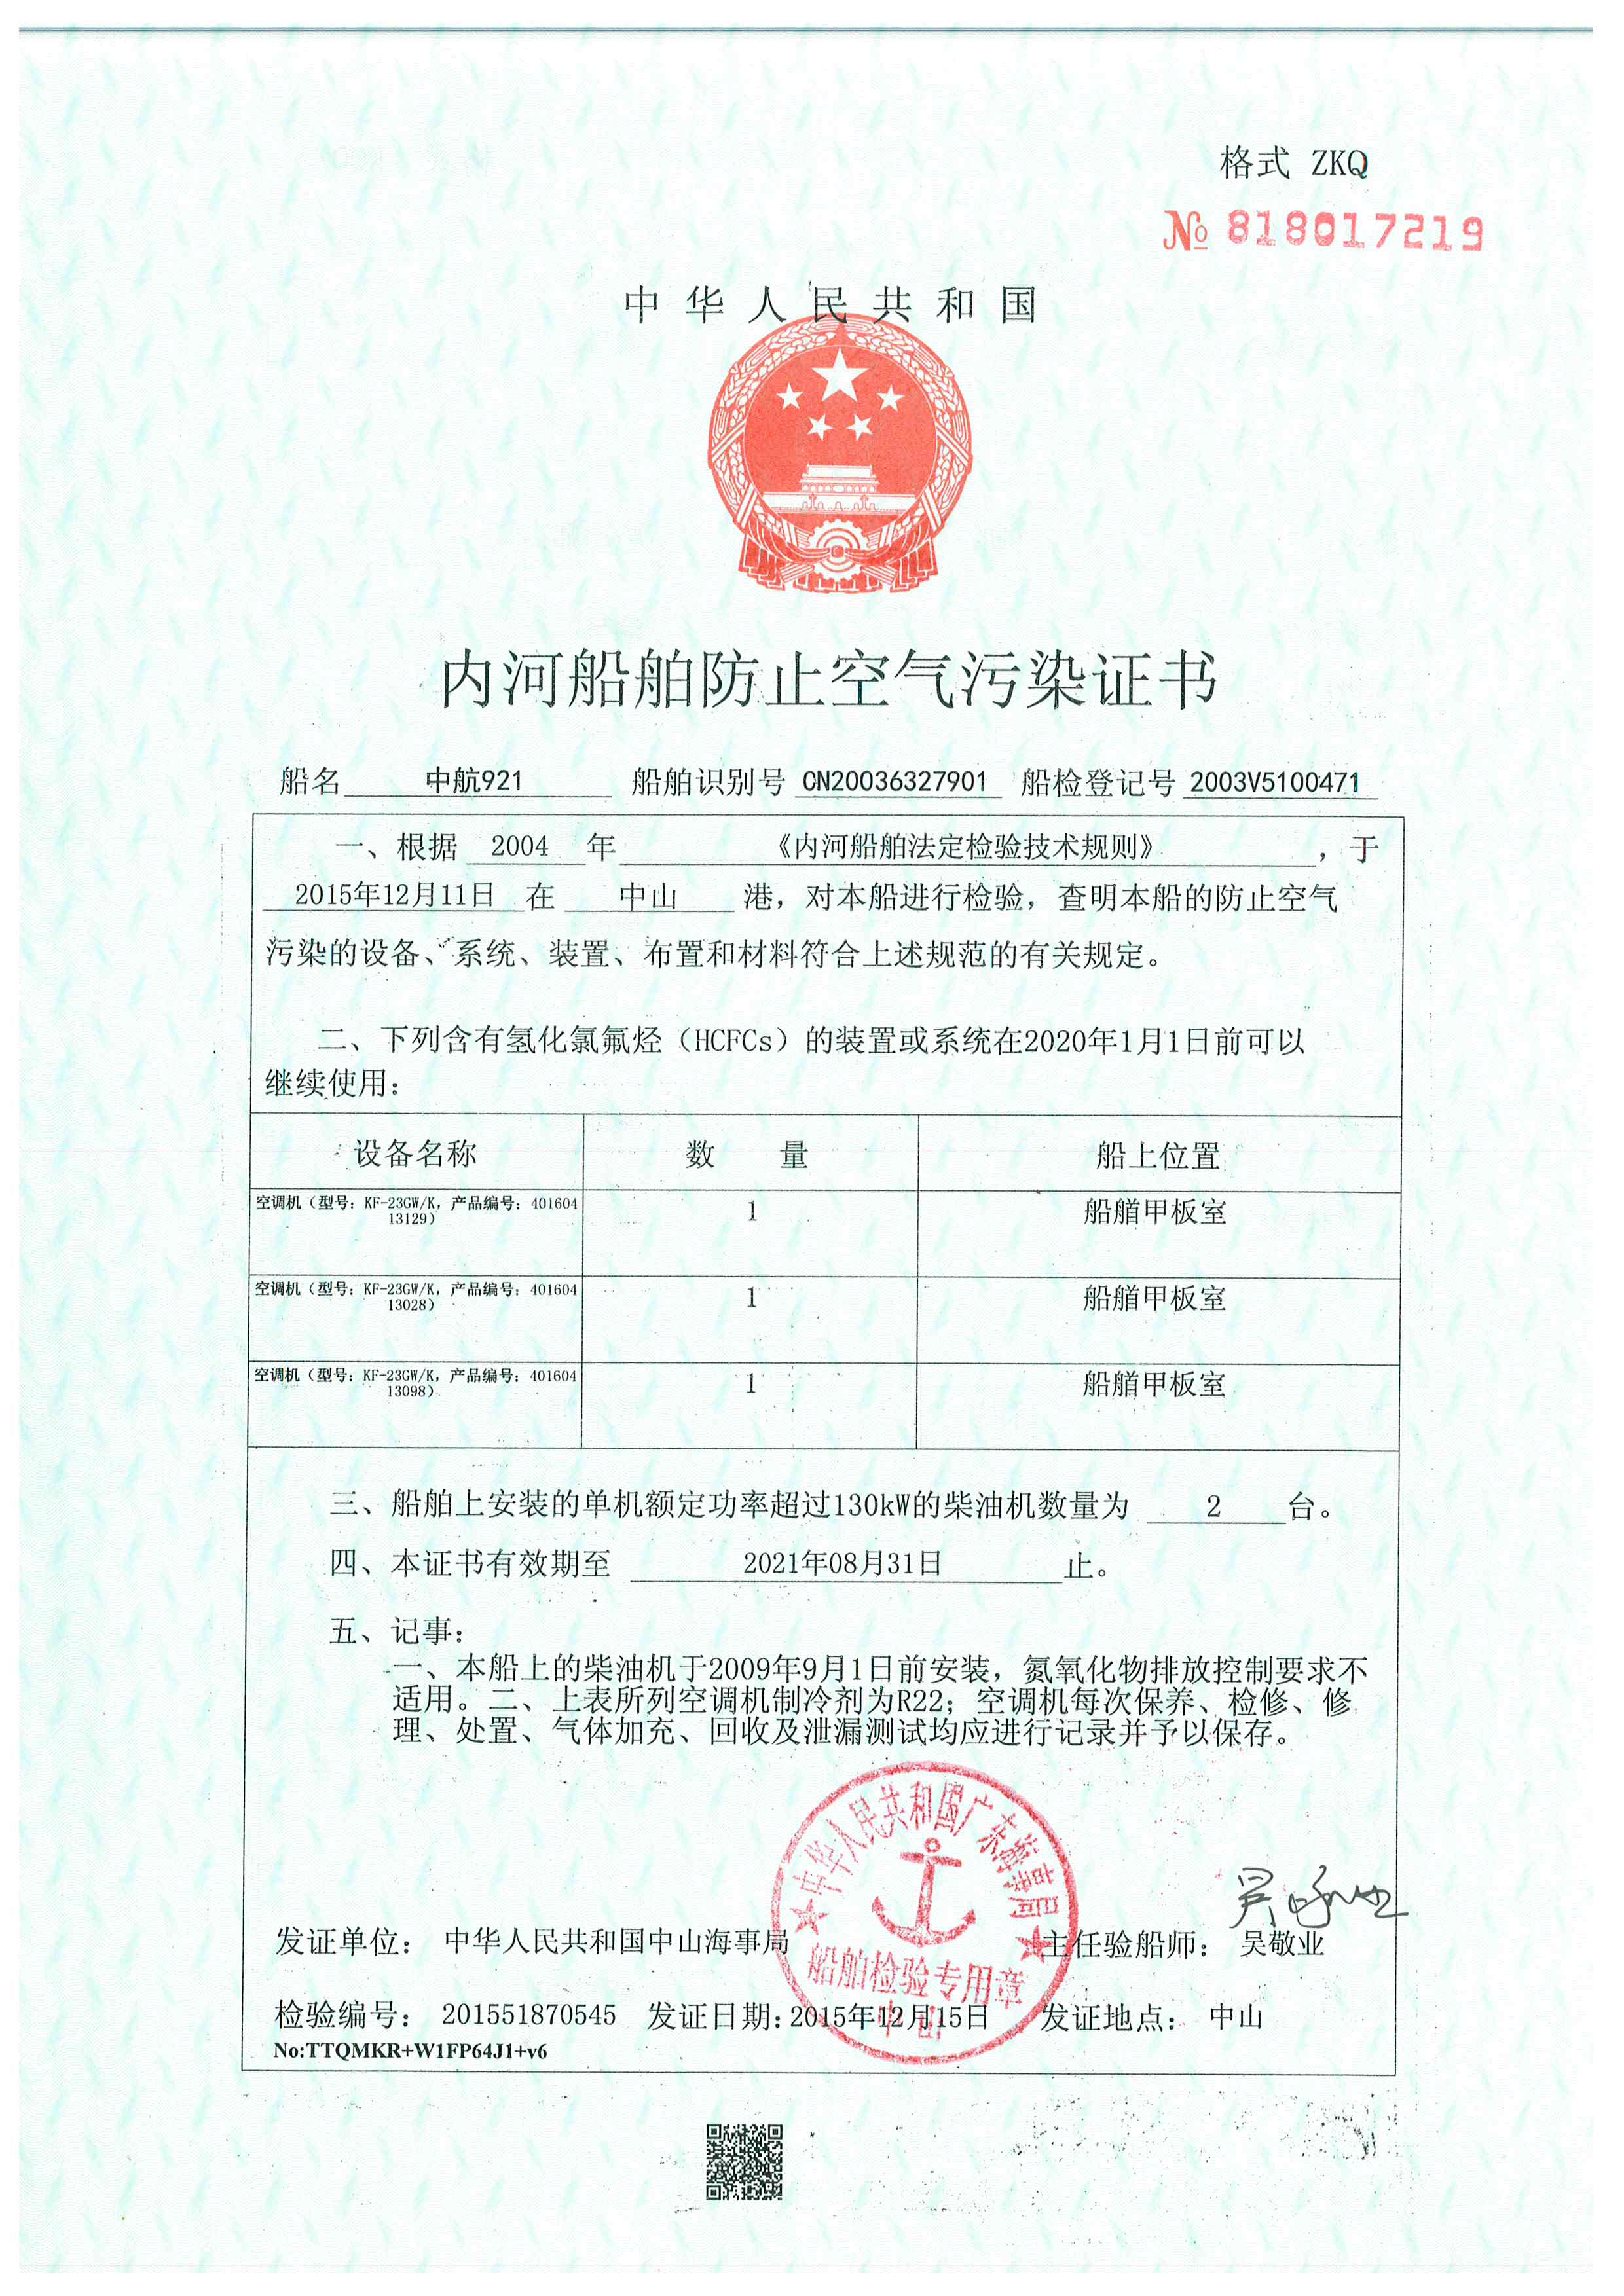 格式 ZKQ
№ 818017219
中华人民共和国
内河船舶防止空气污染证书
船名 中航921 船舶识别号 CN20036327901 船检登记号 2003V5100471
一、根据 2004 年 《内河船舶法定检验技术规则》 , 于
2015年12月11日 在 中山 港，对本船进行检验，查明本船的防止空气
污染的设备、系统、装置、布置和材料符合上述规范的有关规定。
二、下列含有氢化氯氟烃（HCFCs）的装置或系统在2020年1月1日前可以
继续使用：
设备名称 数 量 船上位置
空调机（型号：KF-23GW/K，产品编号：401604
13129） 1 船艏甲板室
空调机（型号：KF-23GW/K，产品编号：401604
13028） 1 船艏甲板室
空调机（型号：KF-23GW/K，产品编号：401604
13098） 1 船艏甲板室
三、船舶上安装的单机额定功率超过130kW的柴油机数量为 2 台。
四、本证书有效期至 2021年08月31日 止。
五、记事：
一、本船上的柴油机于2009年9月1日前安装，氮氧化物排放控制要求不
适用。二、上表所列空调机制冷剂为R22；空调机每次保养、检修、修
理、处置、气体加充、回收及泄漏测试均应进行记录并予以保存。
中华人民共和国广东海事局
船舶检验专用章
中山
发证单位： 中华人民共和国中山海事局 主任验船师： 吴敬业
检验编号： 201551870545 发证日期：2015年12月15日 发证地点： 中山
No:TTQMKR+W1FP64J1+v6